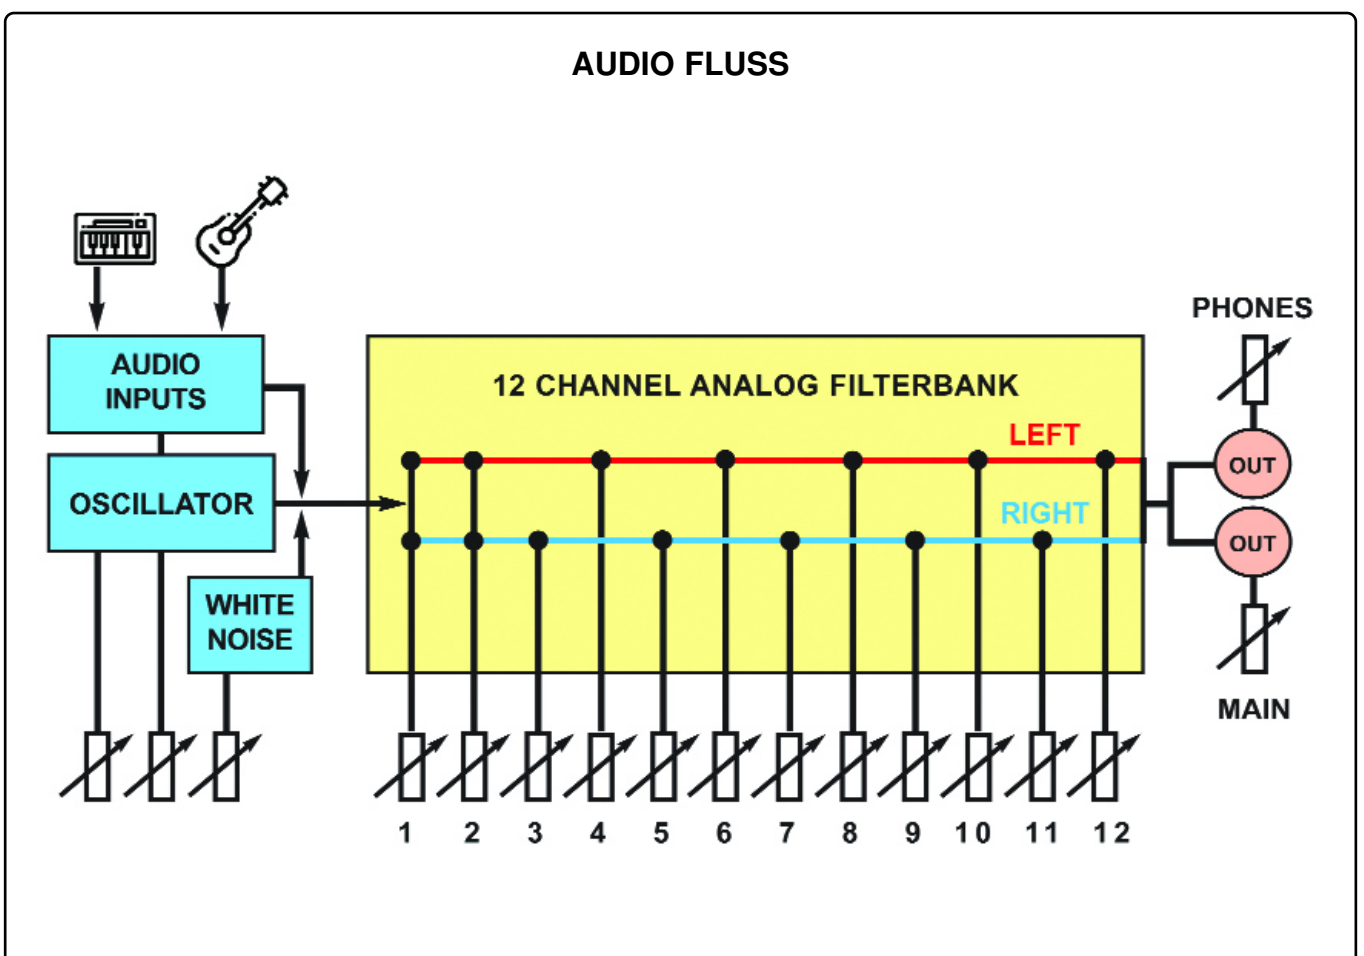 AUDIO FLUSS
PHONES
AUDIO
INPUTS
12 CHANNEL ANALOG FILTERBANK
LEFT
OUT
OSCILLATOR
RIGHT
OUT
WHITE
NOISE
MAIN
1 2 3 4 5 6 7 8 9 10 11 12